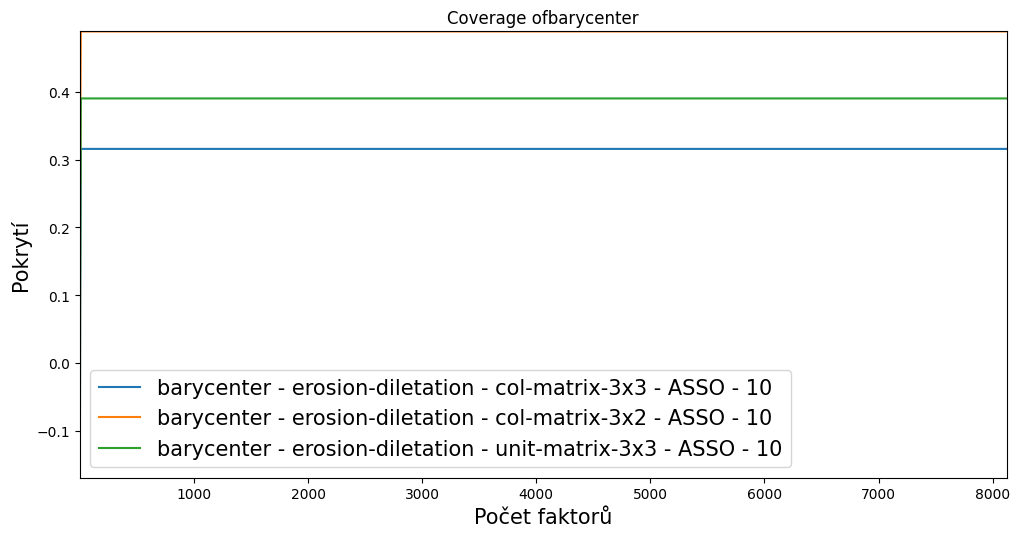 Coverage ofbarycenter
Pokrytí
0.4
0.3
0.2
0.1
0.0
−0.1
barycenter - erosion-diletation - col-matrix-3x3 - ASSO - 10
barycenter - erosion-diletation - col-matrix-3x2 - ASSO - 10
barycenter - erosion-diletation - unit-matrix-3x3 - ASSO - 10
1000 2000 3000 4000 5000 6000 7000 8000
Počet faktorů